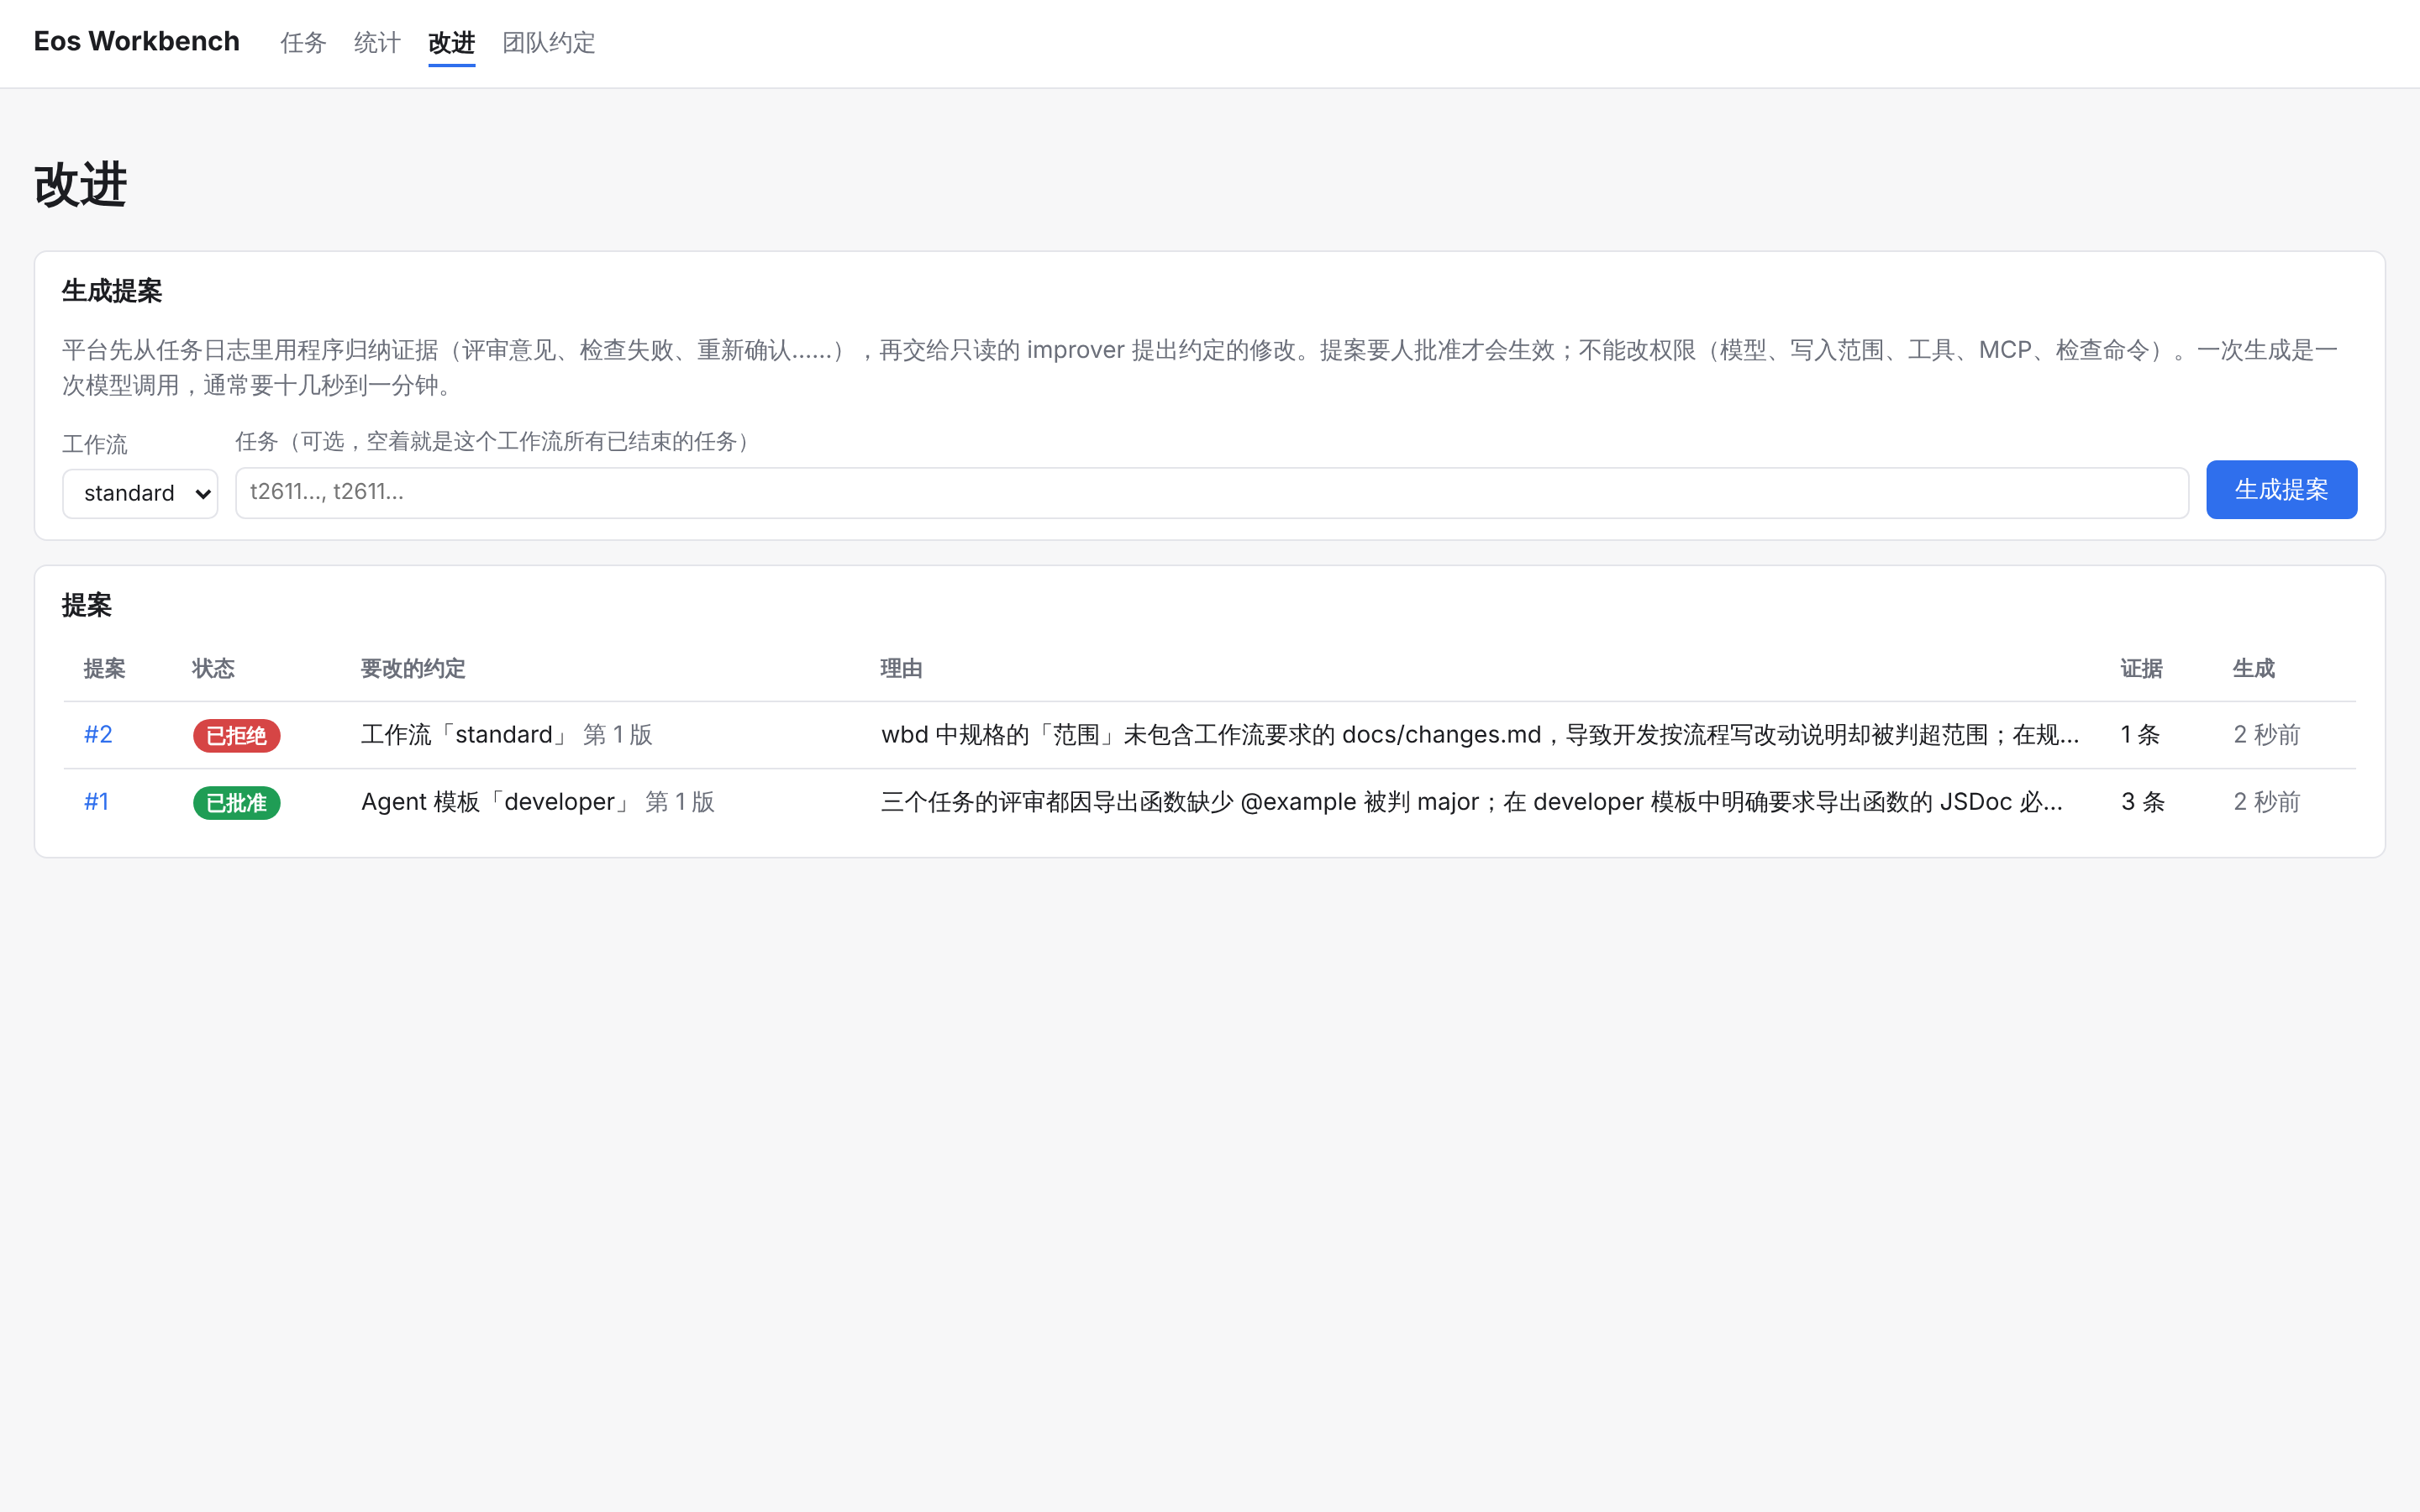 Eos Workbench 任务 统计 改进 团队约定
改进
生成提案
平台先从任务日志里用程序归纳证据（评审意见、检查失败、重新确认……），再交给只读的 improver 提出约定的修改。提案要人批准才会生效；不能改权限（模型、写入范围、工具、MCP、检查命令）。一次生成是一
次模型调用，通常要十几秒到一分钟。
工作流 任务（可选，空着就是这个工作流所有已结束的任务）
standard t2611…, t2611… 生成提案
提案
提案 状态 要改的约定 理由 证据 生成
#2 已拒绝 工作流「standard」 第 1 版 wbd 中规格的「范围」未包含工作流要求的 docs/changes.md，导致开发按流程写改动说明却被判超范围；在规… 1 条 2 秒前
#1 已批准 Agent 模板「developer」 第 1 版 三个任务的评审都因导出函数缺少 @example 被判 major；在 developer 模板中明确要求导出函数的 JSDoc 必… 3 条 2 秒前